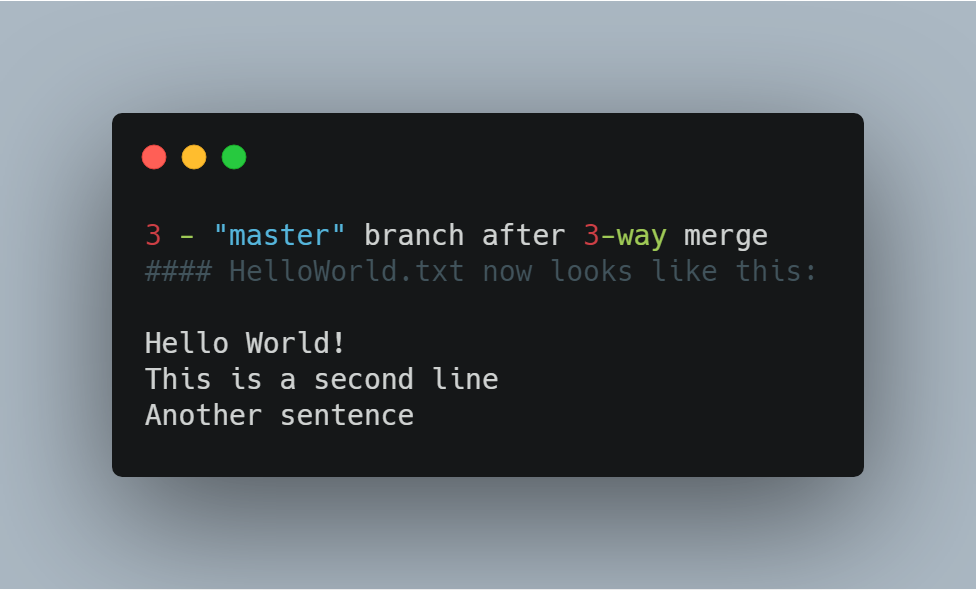 3 - "master" branch after 3-way merge
#### HelloWorld.txt now looks like this:
Hello World!
This is a second line
Another sentence